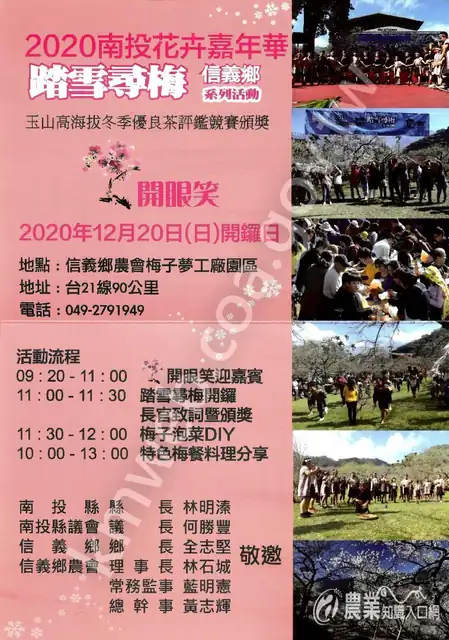 2020南投花卉嘉年華
踏雪尋梅 信義鄉
系列活動
玉山高海拔冬季優良茶評鑑競賽頒獎
開眼笑
2020年12月20日(日)開鑼日
地點：信義鄉農會梅子夢工廠園區
地址：台21線90公里
電話：049-2791949
活動流程
09：20 - 11：00 開眼笑迎嘉賓
11：00 - 11：30 踏雪尋梅開鑼
長官致詞暨頒獎
11：30 - 12：00 梅子泡菜DIY
10：00 - 13：00 特色梅餐料理分享
南投縣縣長 林明溱
南投縣議會議長 何勝豐
信義鄉鄉長 全志堅
信義鄉農會理事長 林石城
常務監事 藍明憲
總幹事 黃志輝
敬邀
農業知識入口網